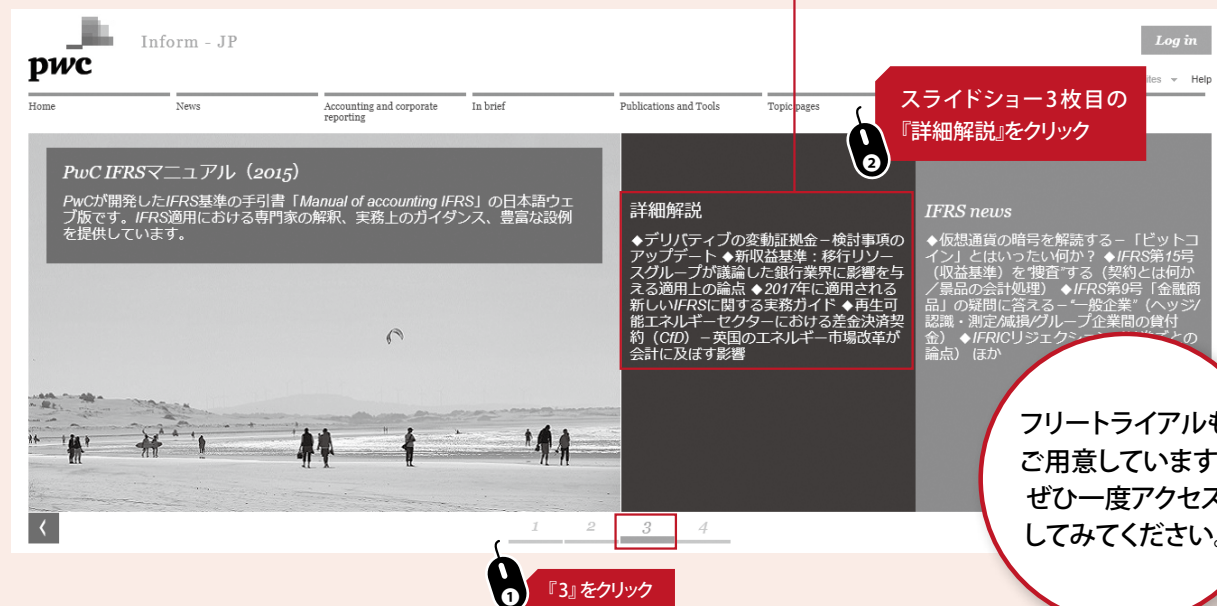 pwc
Inform - JP
Log in
Help
Home
News
Accounting and corporate
reporting
In brief
Publications and Tools
Topic pages
スライドショー3枚目の
『詳細解説』をクリック
2
PwC IFRSマニュアル（2015）
PwCが開発したIFRS基準の手引書「Manual of accounting IFRS」の日本語ウェ
ブ版です。IFRS適用における専門家の解釈、実務上のガイダンス、豊富な設例
を提供しています。
詳細解説
◆デリバティブの変動証拠金－検討事項の
アップデート ◆新収益基準：移行リソー
スグループが議論した銀行業界に影響を与
える適用上の論点 ◆2017年に適用される
新しいIFRSに関する実務ガイド ◆再生可
能エネルギーセクターにおける差金決済契
約（CfD）－英国のエネルギー市場改革が
会計に及ぼす影響
IFRS news
◆仮想通貨の暗号を解読する－「ビットコ
イン」とはいったい何か？ ◆IFRS第15号
（収益基準）を“捜査”する（契約とは何か
／景品の会計処理） ◆IFRS第9号「金融商
品」の疑問に答える－“一般企業”（ヘッジ/
認識・測定/減損/グループ企業間の貸付
金） ◆IFRICリジェクション
論点） ほか
フリートライアルも
ご用意しています
ぜひ一度アクセス
してみてください。
1 2 3 4
1
『3』をクリック